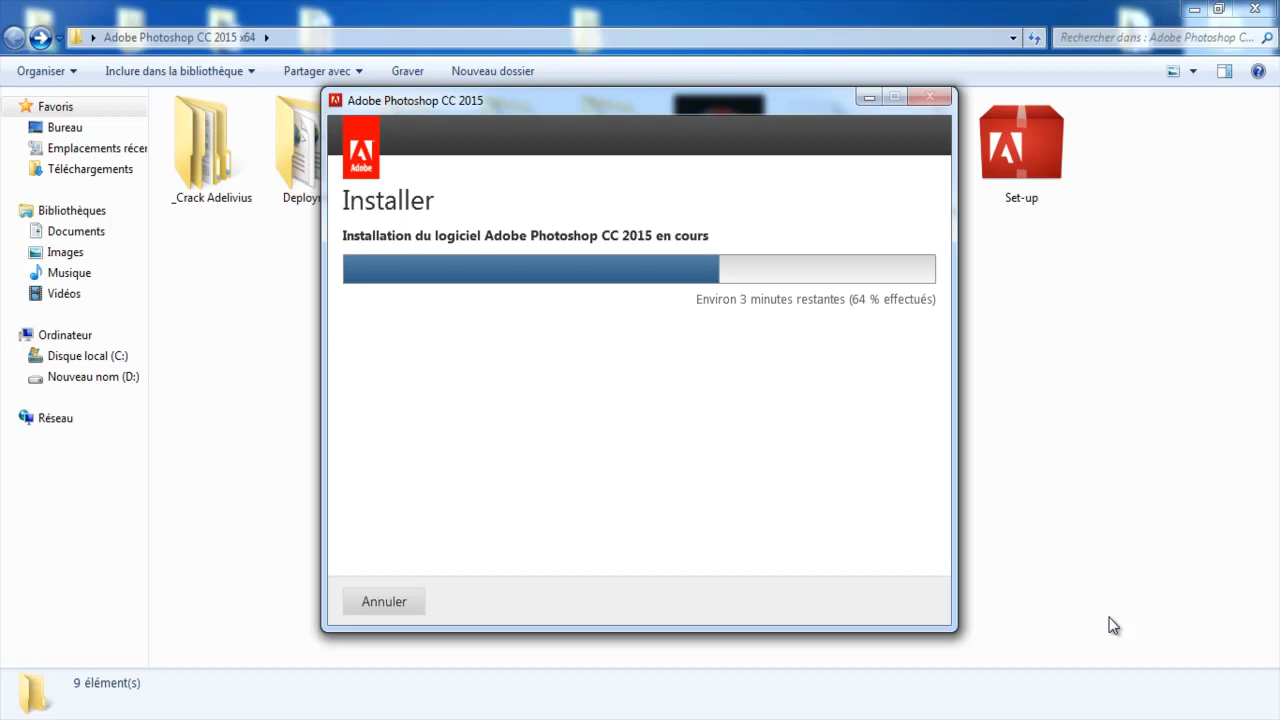 Adobe Photoshop CC 2015 x64
Rechercher dans : Adobe Photoshop C...
Organiser
Inclure dans la bibliothèque
Partager avec
Graver
Nouveau dossier
Favoris
Bureau
Emplacements récer
Téléchargements
Bibliothèques
Documents
Images
Musique
Vidéos
Ordinateur
Disque local (C:)
Nouveau nom (D:)
Réseau
_Crack Adelivius
Deployn
Set-up
Adobe Photoshop CC 2015
Adobe
Installer
Installation du logiciel Adobe Photoshop CC 2015 en cours
Environ 3 minutes restantes (64 % effectués)
Annuler
9 élément(s)